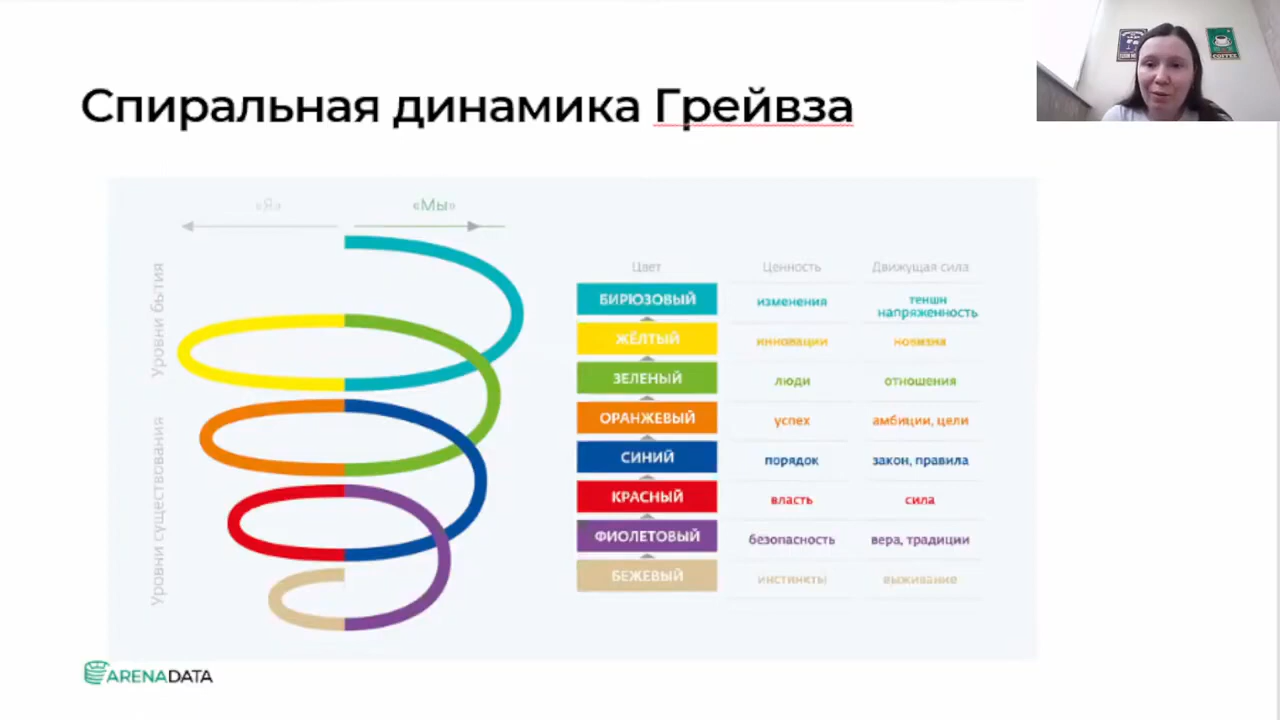 Спиральная динамика Грейвза
«Я»
«Мы»
Уровни бытия
Уровни существования
Цвет Ценность Движущая сила
БИРЮЗОВЫЙ изменения теншн напряженность
ЖЁЛТЫЙ инновации новизна
ЗЕЛЕНЫЙ люди отношения
ОРАНЖЕВЫЙ успех амбиции, цели
СИНИЙ порядок закон, правила
КРАСНЫЙ власть сила
ФИОЛЕТОВЫЙ безопасность вера, традиции
БЕЖЕВЫЙ инстинкты выживание
ARENADATA
COFFEE